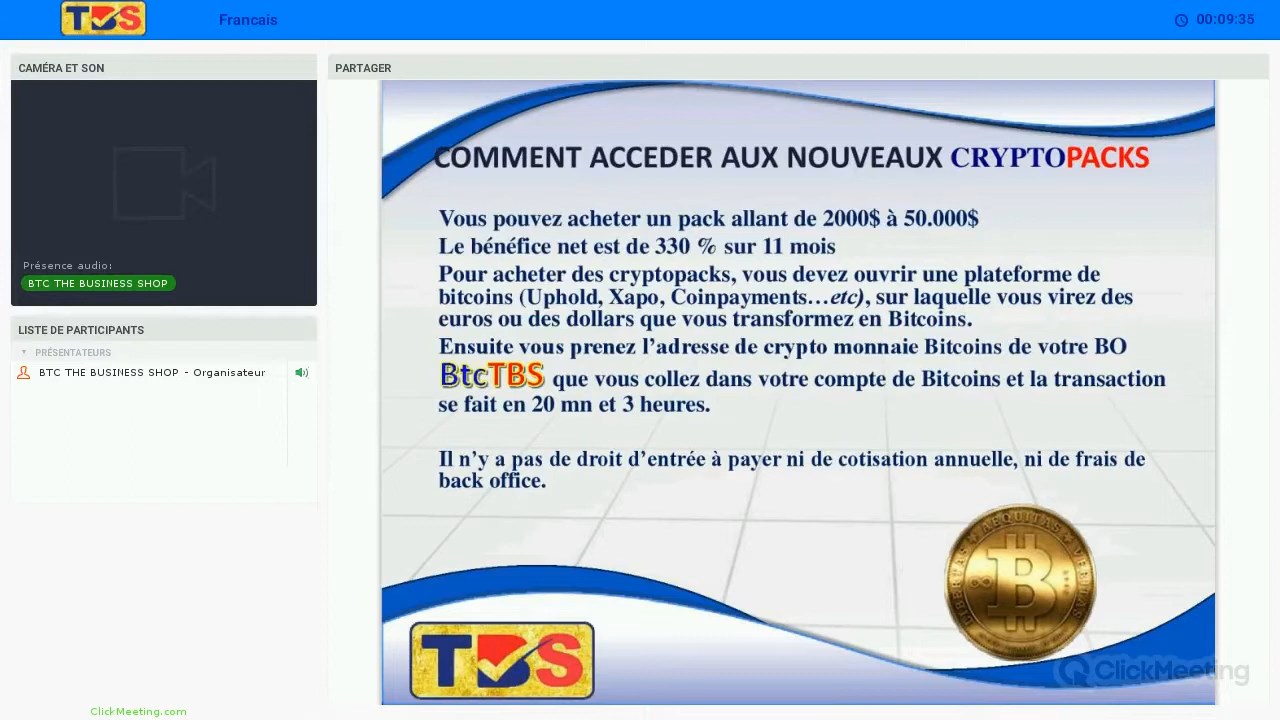 TBS
Francais
00:09:35
CAMÉRA ET SON
Présence audio:
BTC THE BUSINESS SHOP
LISTE DE PARTICIPANTS
PRÉSENTATEURS
BTC THE BUSINESS SHOP - Organisateur
PARTAGER
COMMENT ACCEDER AUX NOUVEAUX CRYPTOPACKS
Vous pouvez acheter un pack allant de 2000$ à 50.000$
Le bénéfice net est de 330 % sur 11 mois
Pour acheter des cryptopacks, vous devez ouvrir une plateforme de
bitcoins (Uphold, Xapo, Coinpayments…etc), sur laquelle vous virez des
euros ou des dollars que vous transformez en Bitcoins.
Ensuite vous prenez l’adresse de crypto monnaie Bitcoins de votre BO
BtcTBS que vous collez dans votre compte de Bitcoins et la transaction
se fait en 20 mn et 3 heures.
Il n’y a pas de droit d’entrée à payer ni de cotisation annuelle, ni de frais de
back office.
LIBERTAS AEQUITAS VERITAS
B
TBS
ClickMeeting
ClickMeeting.com